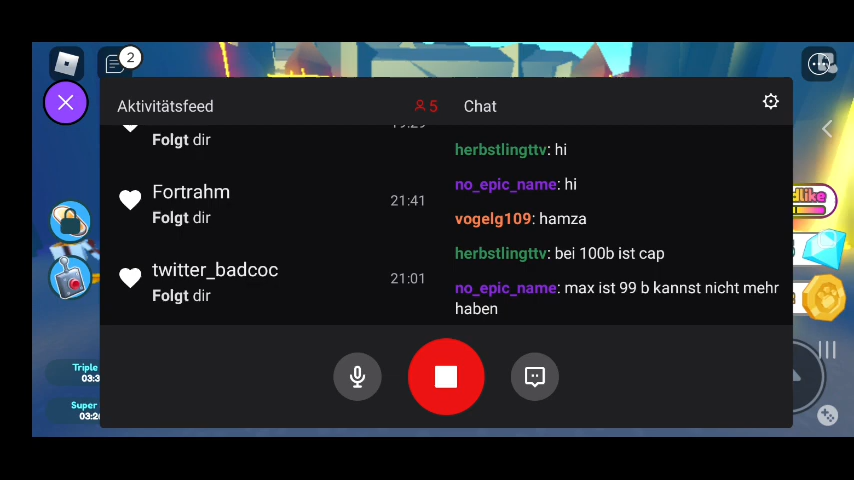 2
Aktivitätsfeed
5
Chat
Folgt dir
herbstlingttv: hi
no_epic_name: hi
Fortrahm
21:41
Folgt dir
vogelg109: hamza
herbstlingttv: bei 100b ist cap
twitter_badcoc
21:01
Folgt dir
no_epic_name: max ist 99 b kannst nicht mehr
haben
Triple
Super